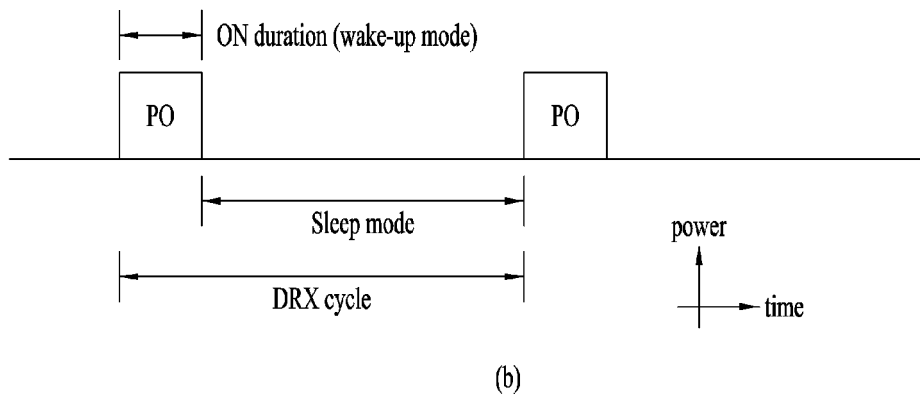 ON duration (wake-up mode)
PO
PO
Sleep mode
power
DRX cycle
time
(b)